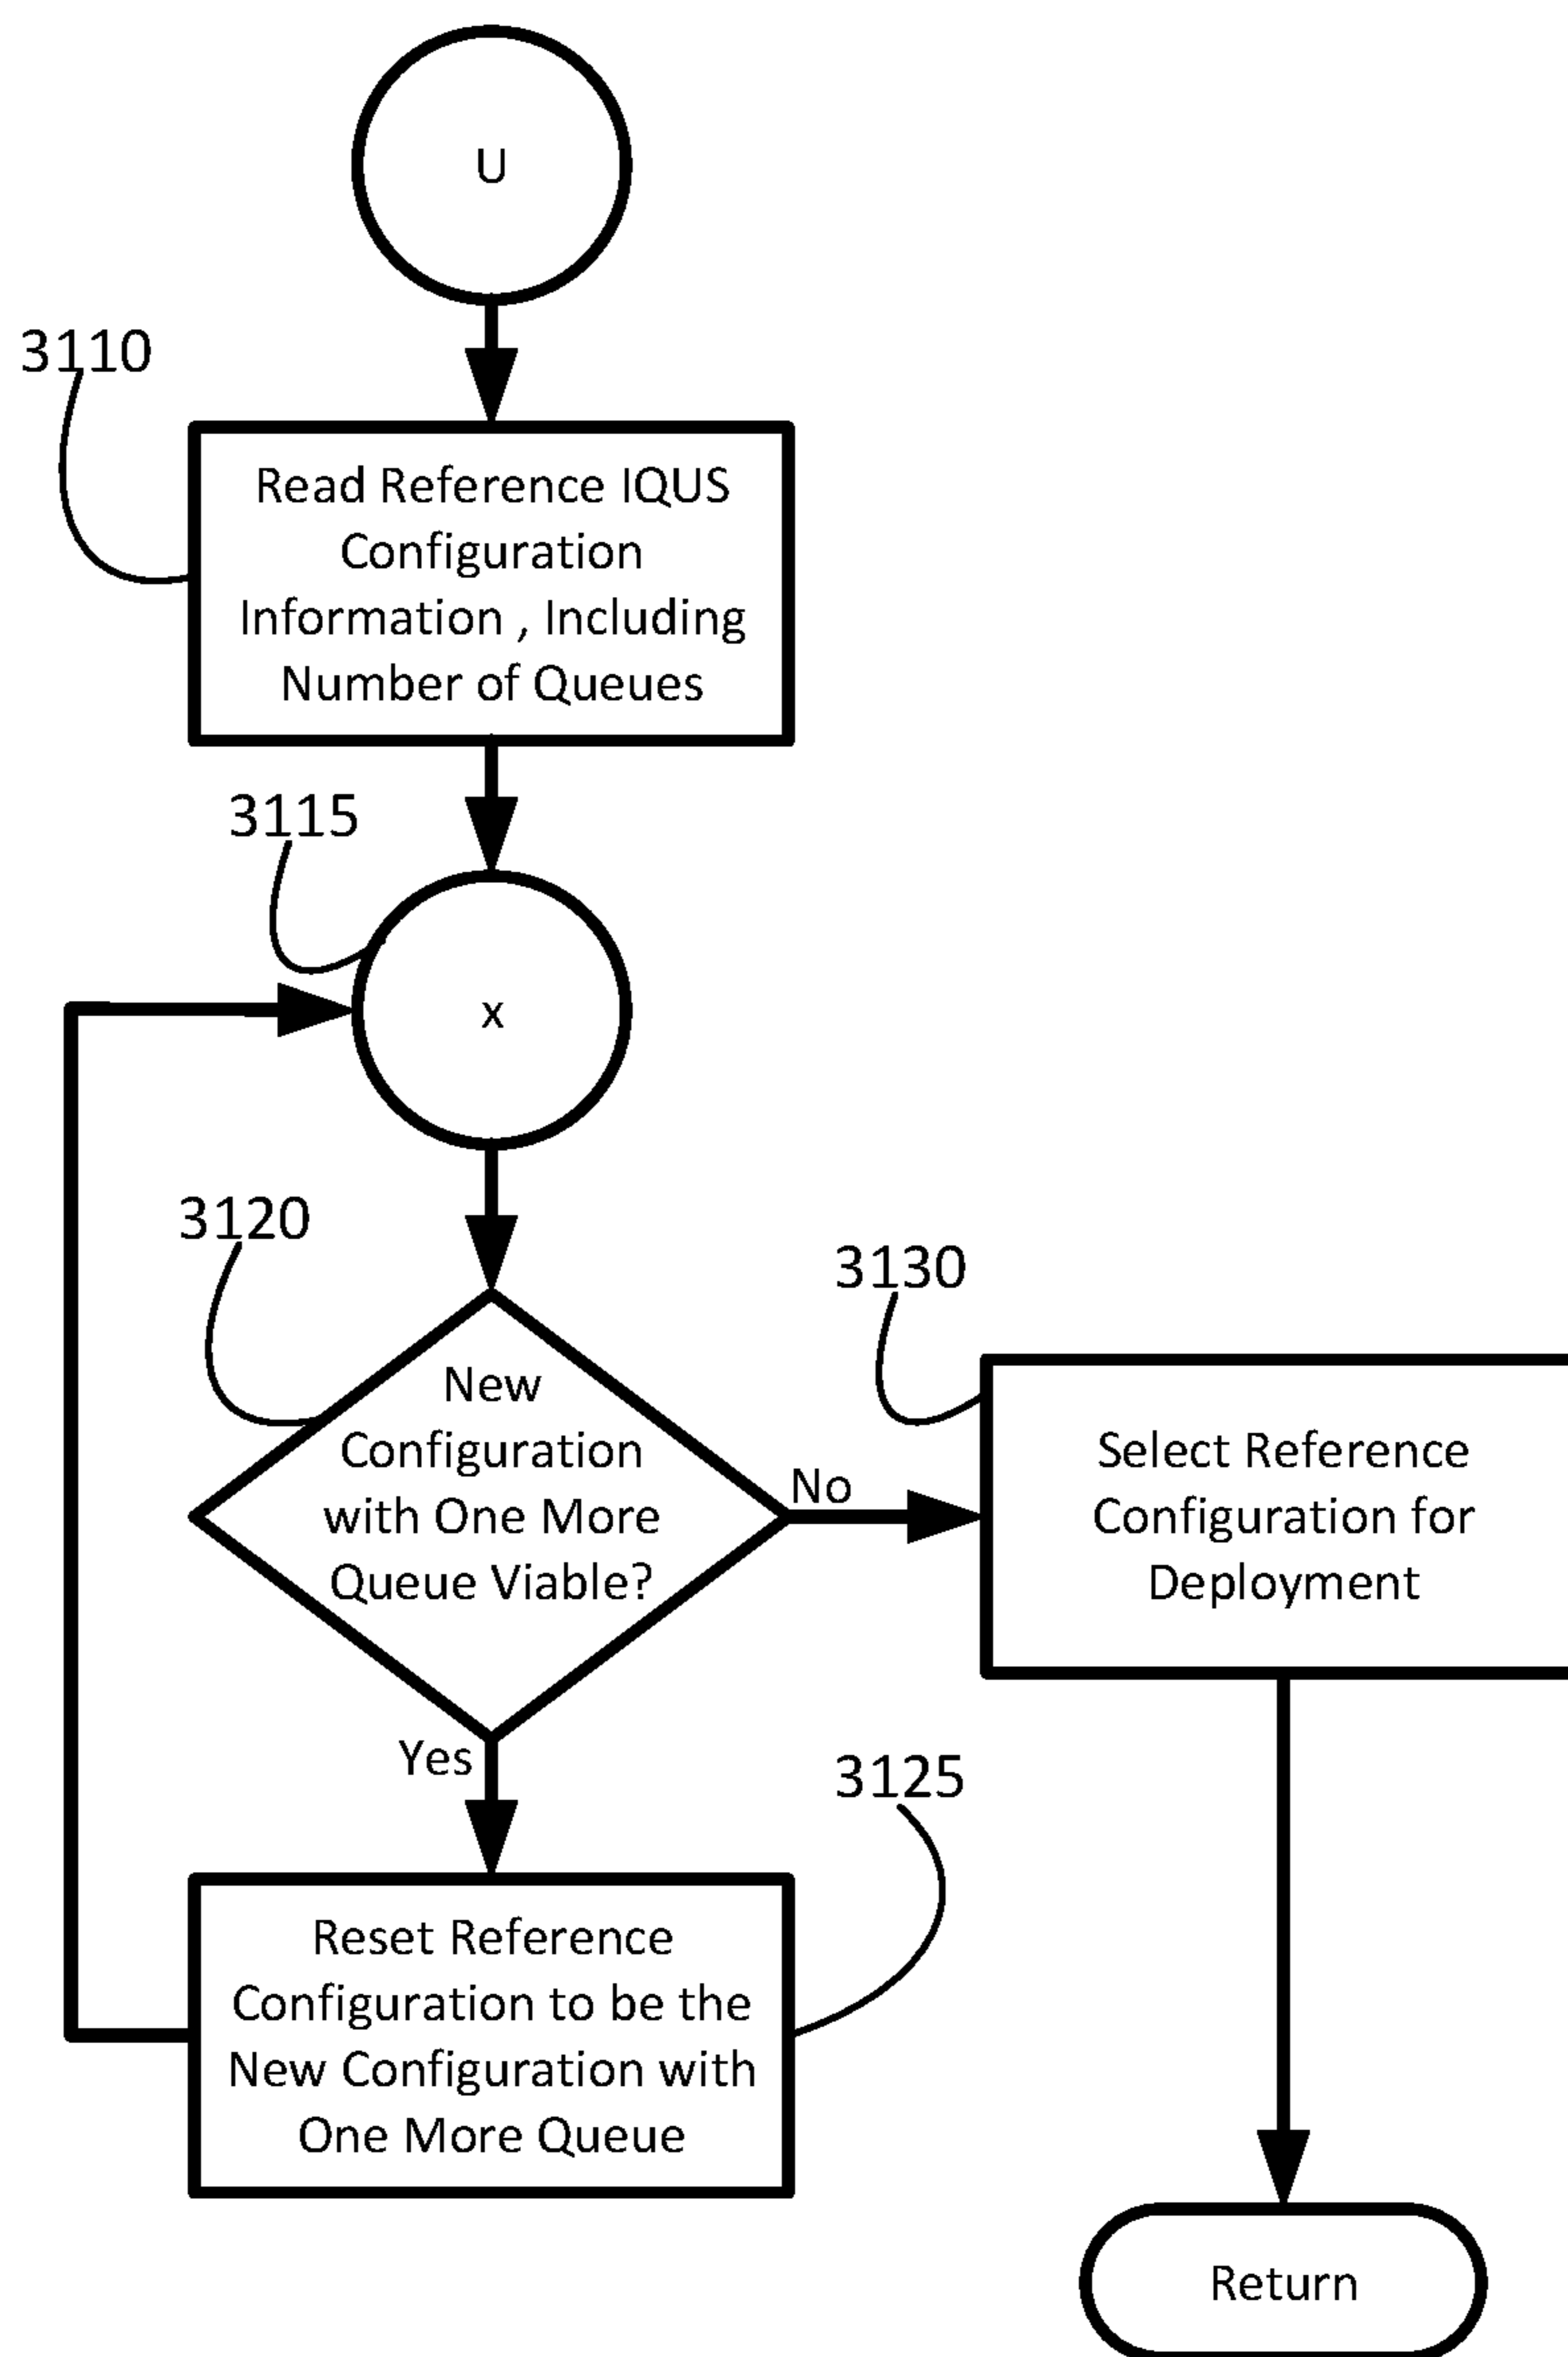 U
3110
Read Reference IQUS
Configuration
Information , Including
Number of Queues
3115
x
3120
New
Configuration
with One More
Queue Viable?
No
3130
Select Reference
Configuration for
Deployment
Yes
3125
Reset Reference
Configuration to be the
New Configuration with
One More Queue
Return